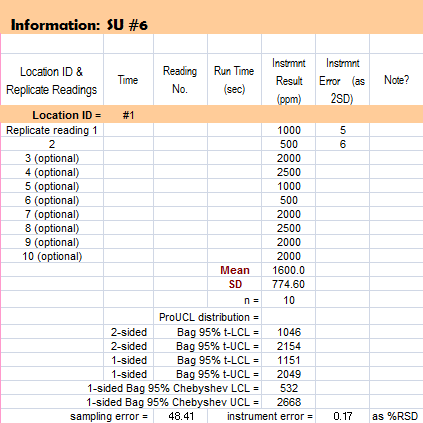 Information: SU #6
Location ID & Replicate Readings Time Reading No. Run Time (sec) Instrmnt Result (ppm) Instrmnt Error (as 2SD) Note?
Location ID = #1
Replicate reading 1 1000 5
2 500 6
3 (optional) 2000
4 (optional) 2500
5 (optional) 1000
6 (optional) 500
7 (optional) 2000
8 (optional) 2500
9 (optional) 2000
10 (optional) 2000
Mean 1600.0
SD 774.60
n = 10
ProUCL distribution =
2-sided Bag 95% t-LCL = 1046
2-sided Bag 95% t-UCL = 2154
1-sided Bag 95% t-LCL = 1151
1-sided Bag 95% t-UCL = 2049
1-sided Bag 95% Chebyshev LCL = 532
1-sided Bag 95% Chebyshev UCL = 2668
sampling error = 48.41 instrument error = 0.17 as %RSD